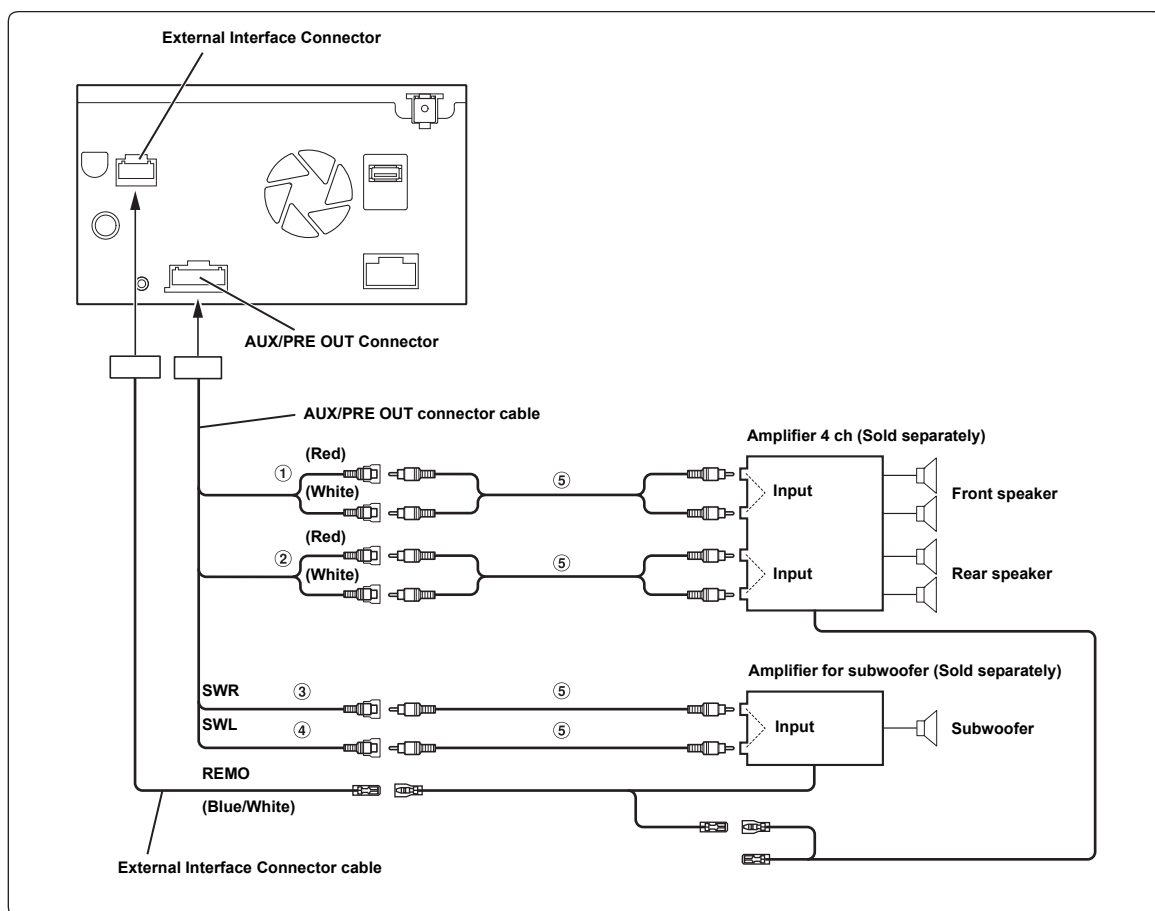 External Interface Connector
AUX/PRE OUT Connector
AUX/PRE OUT connector cable
Amplifier 4 ch (Sold separately)
(Red)
①
⑤
(White)
Input
Front speaker
(Red)
②
⑤
(White)
Input
Rear speaker
Amplifier for subwoofer (Sold separately)
SWR
③
⑤
SWL
④
⑤
Input
Subwoofer
REMO
(Blue/White)
External Interface Connector cable